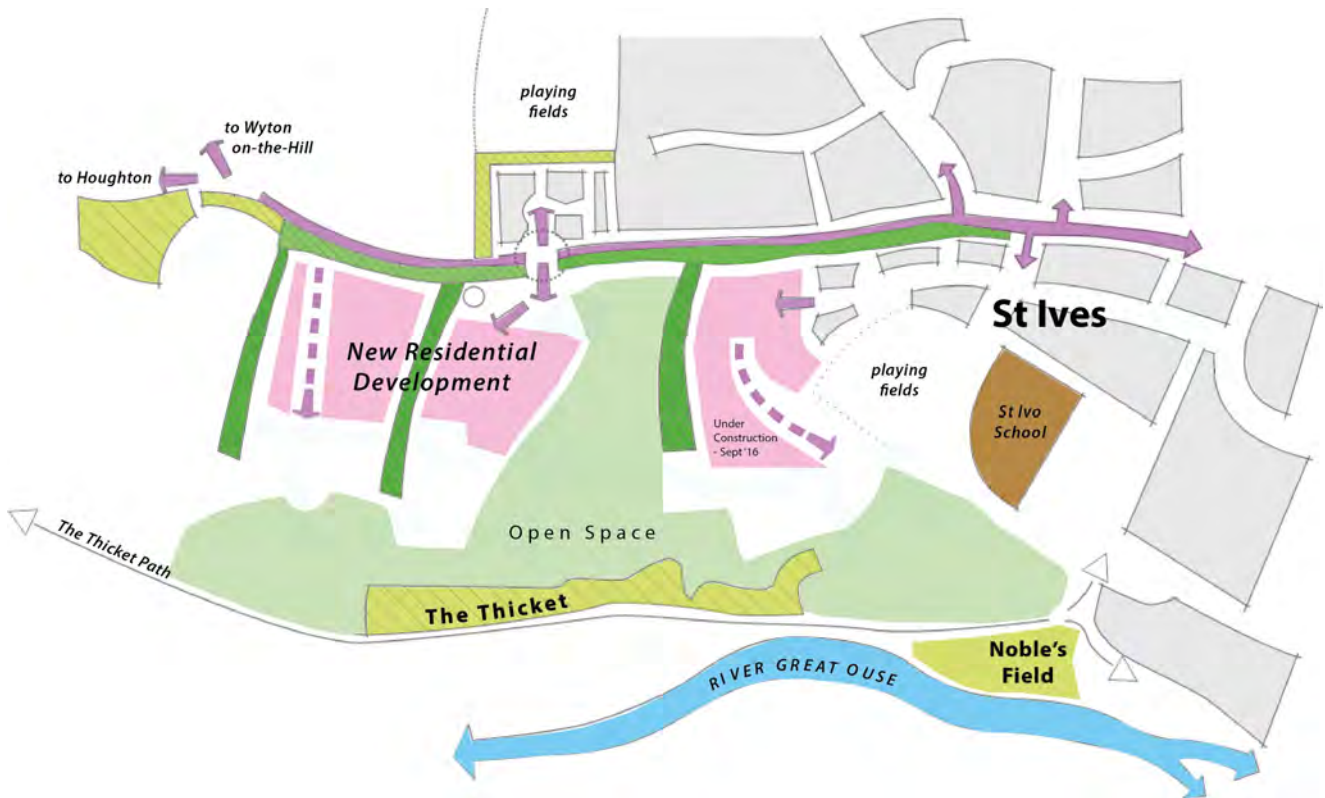 playing
fields
to Wyton
on-the-Hill
to Houghton
St Ives
New Residential
Development
playing
fields
St Ivo
School
Under
Construction
- Sept '16
Open Space
The Thicket Path
The Thicket
Noble's
Field
RIVER GREAT OUSE